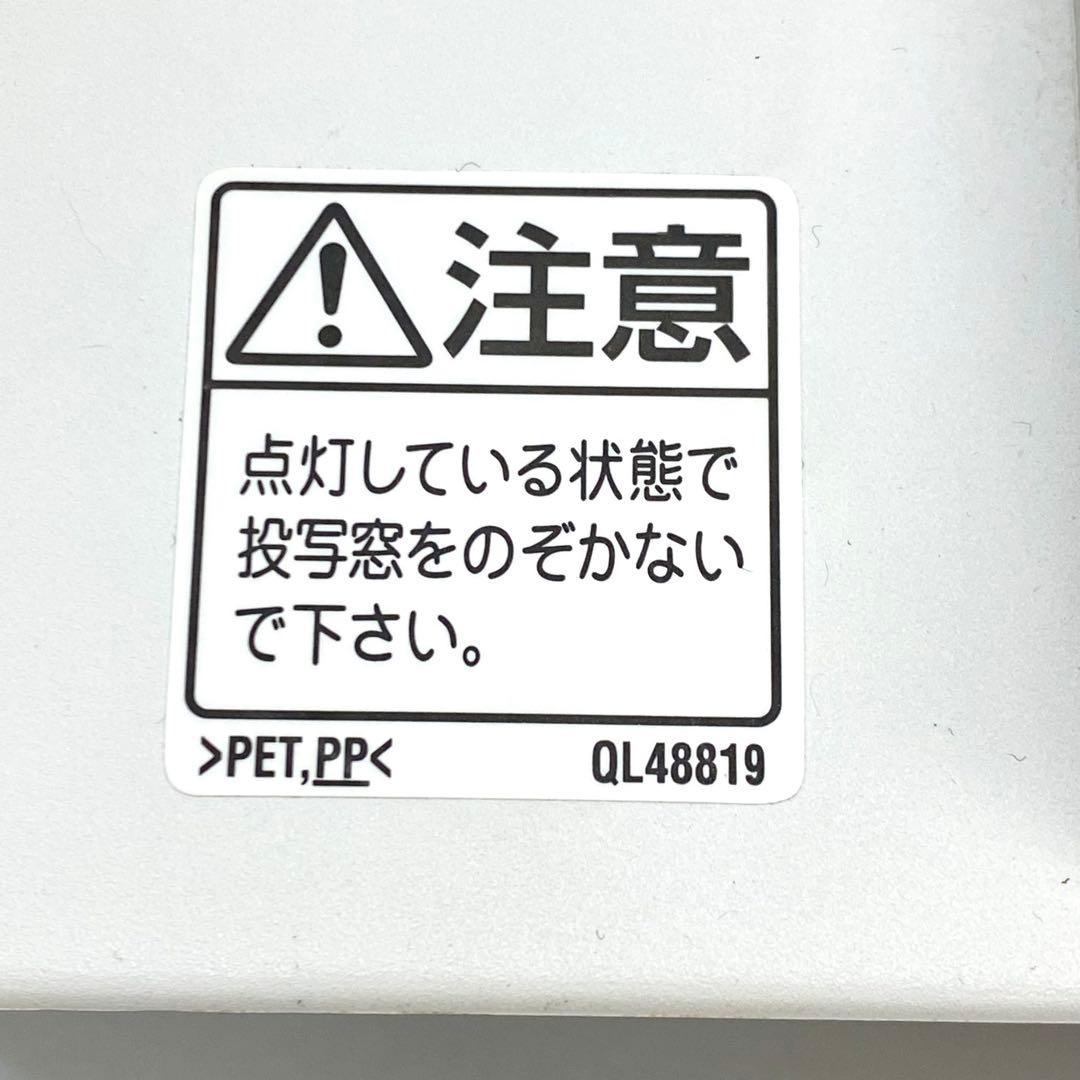 注意
点灯している状態で
投写窓をのぞかない
で下さい。
>PET,PP<
QL48819